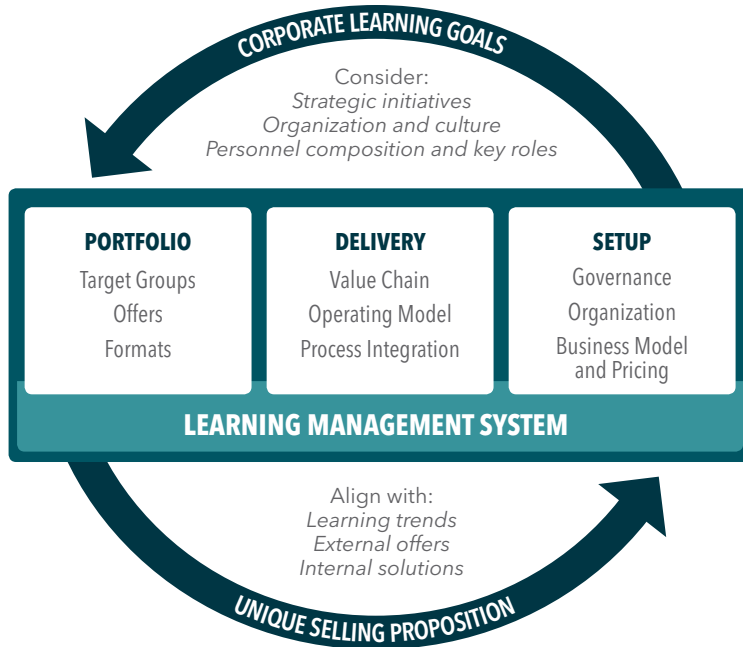 CORPORATE LEARNING GOALS
Consider:
Strategic initiatives
Organization and culture
Personnel composition and key roles
PORTFOLIO
Target Groups
Offers
Formats
DELIVERY
Value Chain
Operating Model
Process Integration
SETUP
Governance
Organization
Business Model
and Pricing
LEARNING MANAGEMENT SYSTEM
Align with:
Learning trends
External offers
Internal solutions
UNIQUE SELLING PROPOSITION